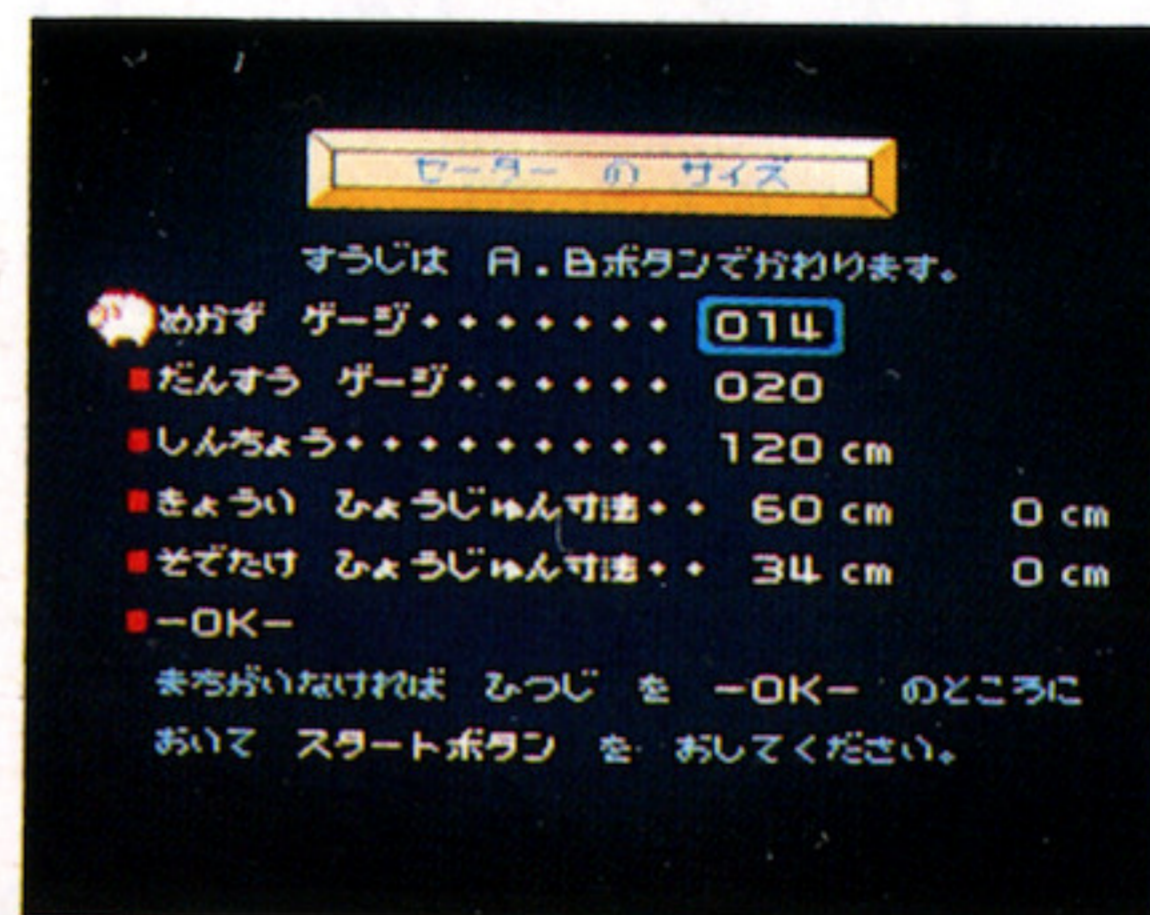 セーター の サイズ
すうじは A.Bボタンでかわります。
めかず ゲージ・・・・・・・ 014
だんすう ゲージ・・・・・・ 020
しんちょう・・・・・・・・・ 120 cm
きょうい ひょうじゅん寸法・・ 60 cm 0 cm
そでたけ ひょうじゅん寸法・・ 34 cm 0 cm
-OK-
まちがいなければ ひつじ を -OK- のところに
おいて スタートボタン を おしてください。